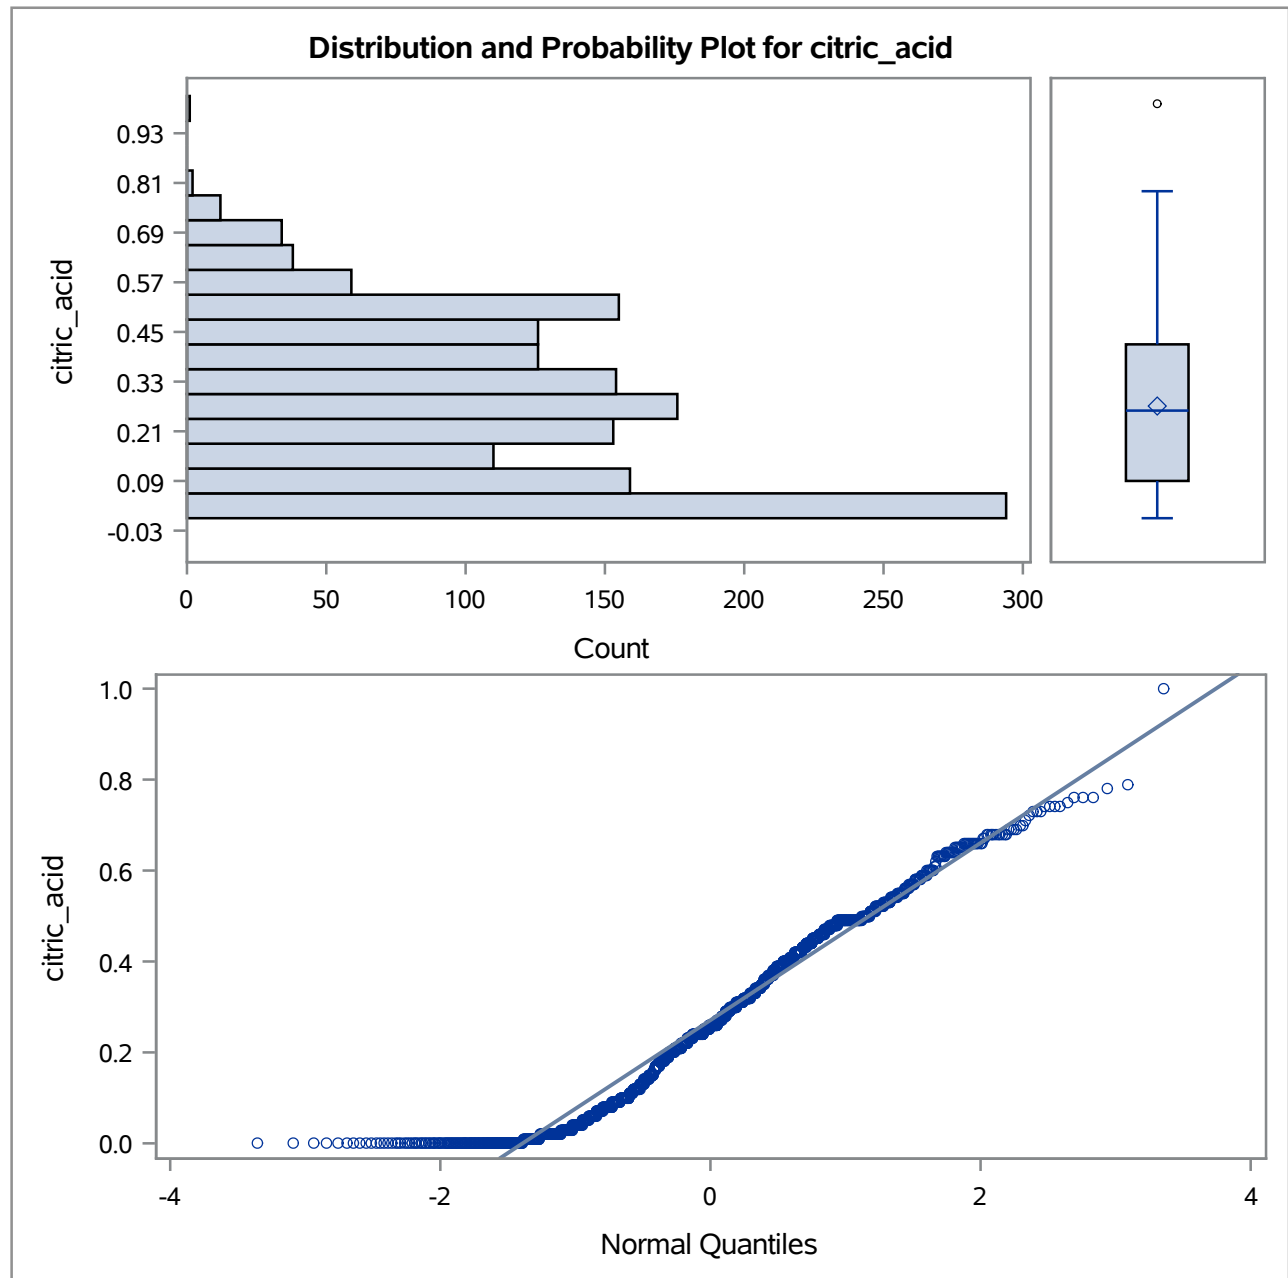 Distribution and Probability Plot for citric_acid
citric_acid
0.93
0.81
0.69
0.57
0.45
0.33
0.21
0.09
-0.03
0 50 100 150 200 250 300
Count
citric_acid
1.0
0.8
0.6
0.4
0.2
0.0
-4 -2 0 2 4
Normal Quantiles